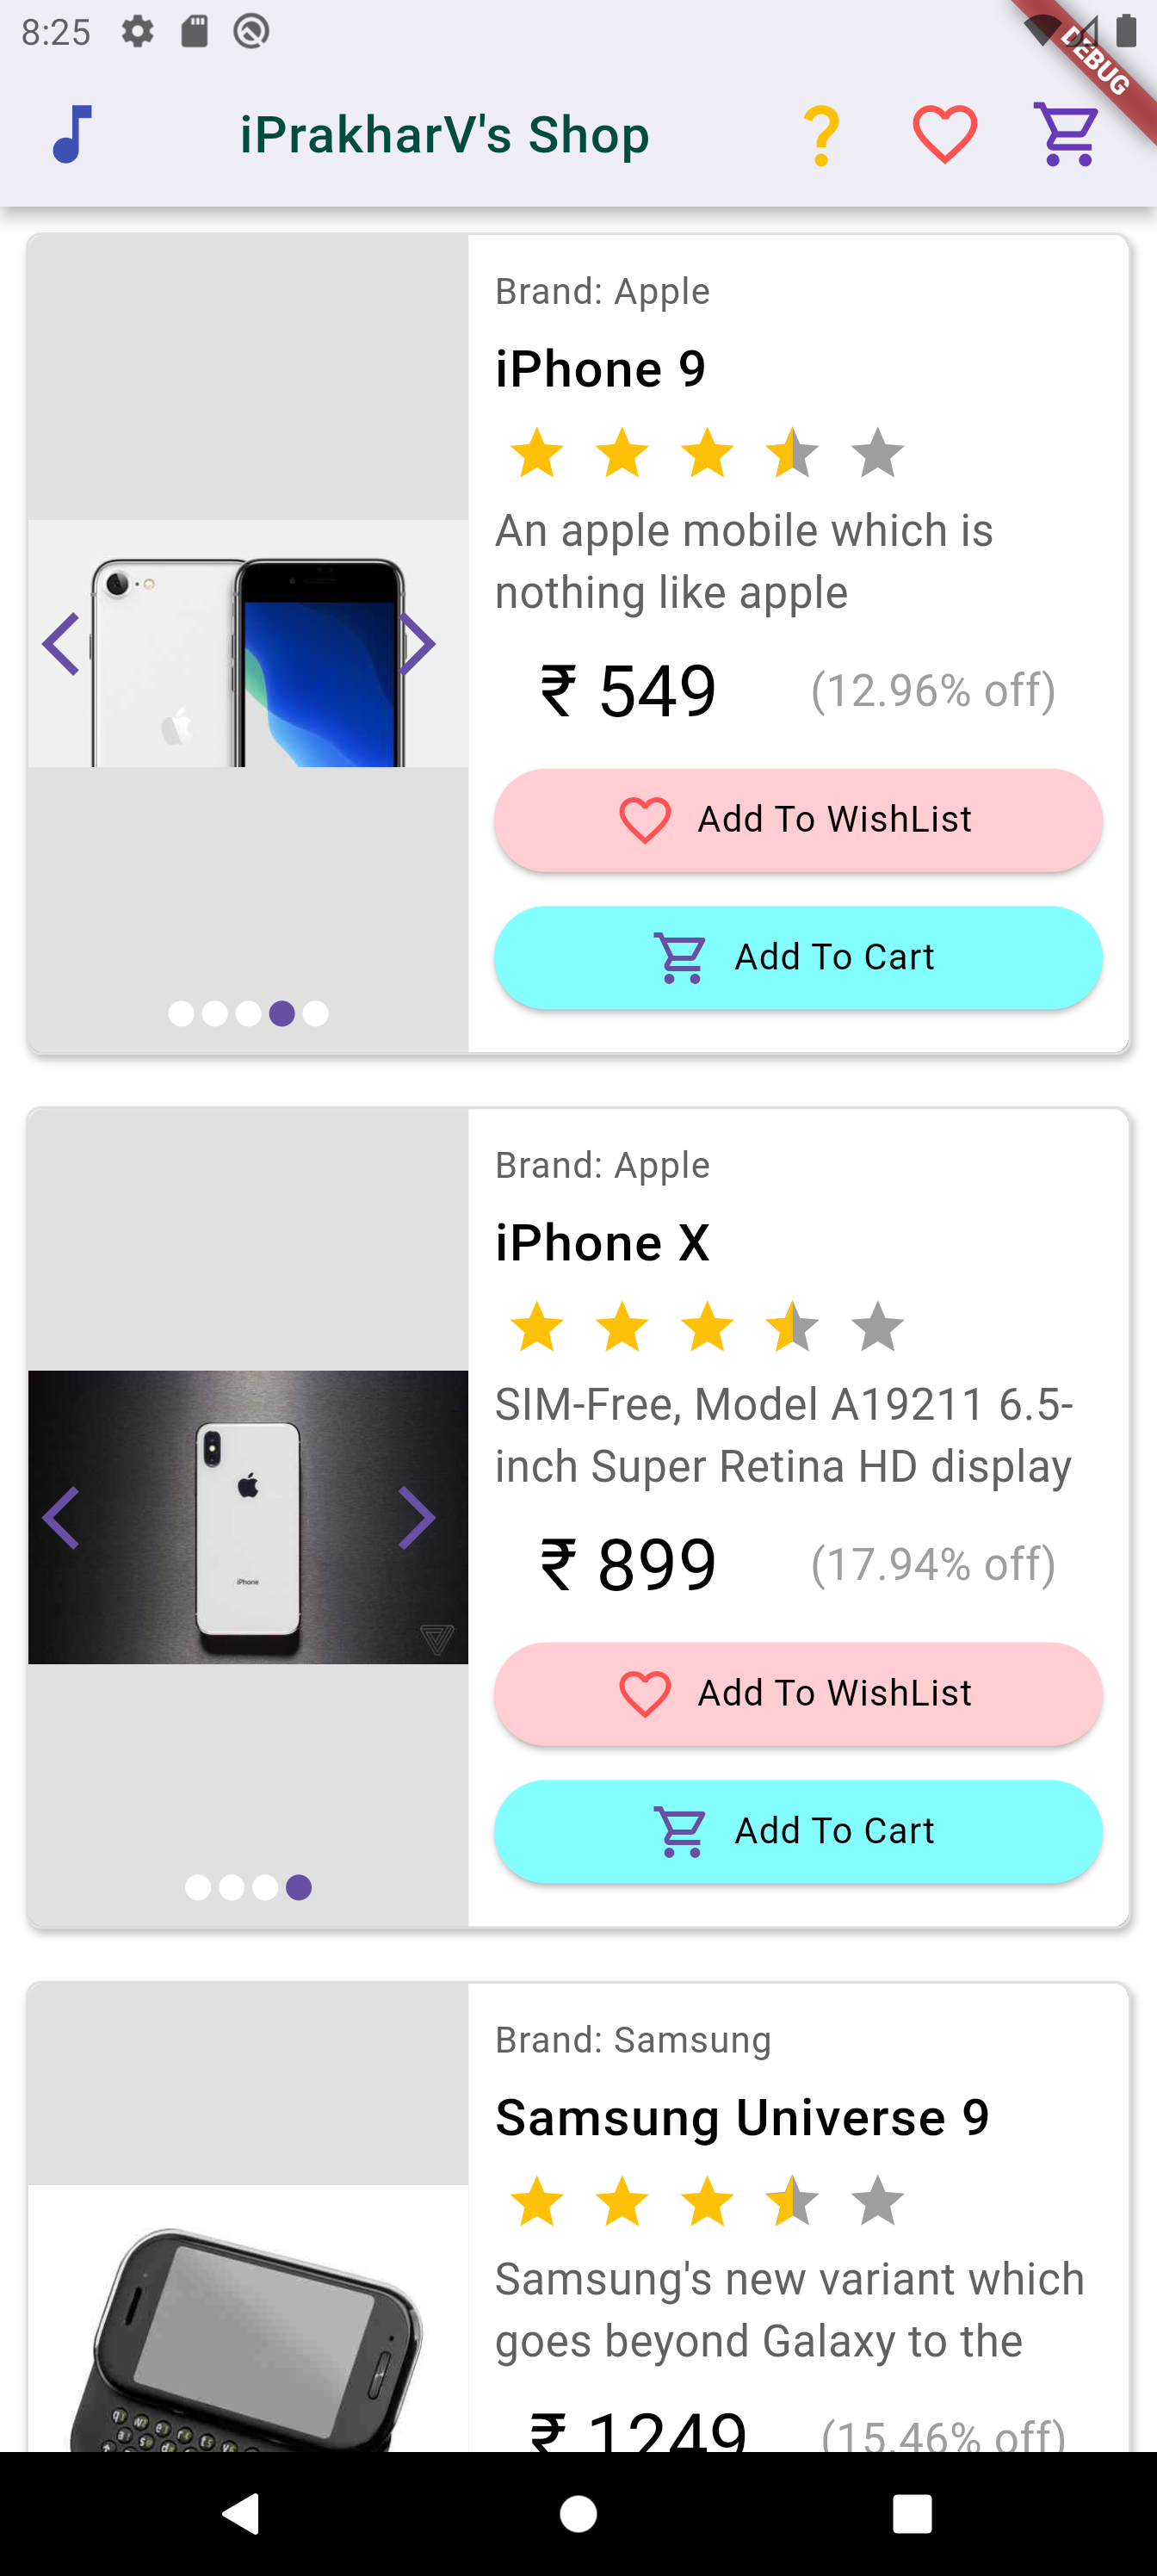 8:25
DEBUG
iPrakharV's Shop
?
Brand: Apple
iPhone 9
An apple mobile which is
nothing like apple
₹ 549 (12.96% off)
Add To WishList
Add To Cart
Brand: Apple
iPhone X
SIM-Free, Model A19211 6.5-
inch Super Retina HD display
₹ 899 (17.94% off)
iPhone
Add To WishList
Add To Cart
Brand: Samsung
Samsung Universe 9
Samsung's new variant which
goes beyond Galaxy to the
₹ 1249 (15.46% off)